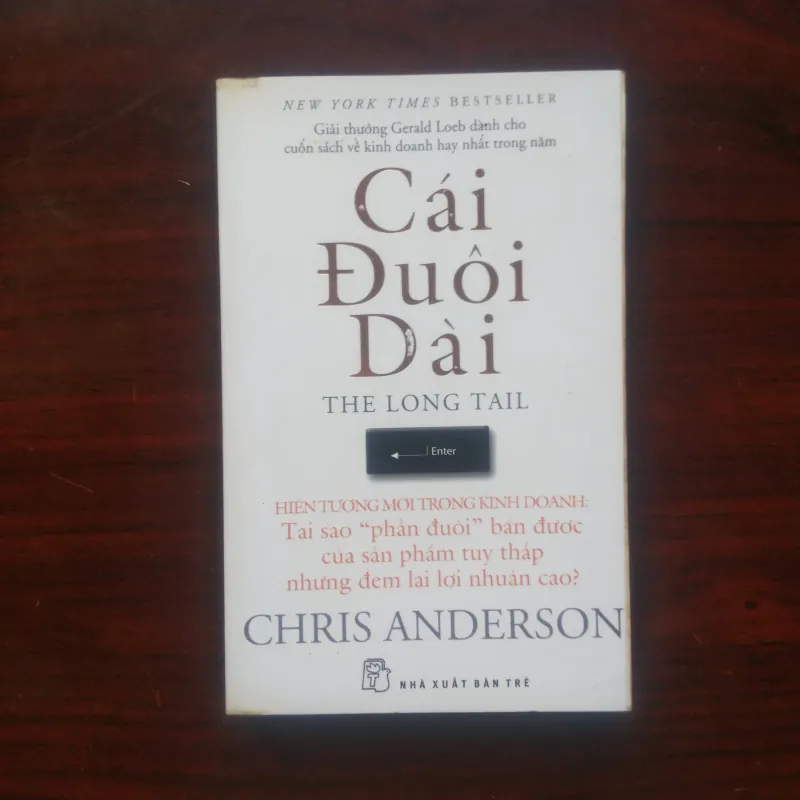 NEW YORK TIMES BESTSELLER
Giải thưởng Gerald Loeb dành cho
cuốn sách về kinh doanh hay nhất trong năm
Cái
Đuôi
Dài
THE LONG TAIL
Enter
HIỆN TƯỢNG MỚI TRONG KINH DOANH:
Tại sao “phần đuôi” bán được
của sản phẩm tuy thấp
nhưng đem lại lợi nhuận cao?
CHRIS ANDERSON
NHÀ XUẤT BẢN TRẺ